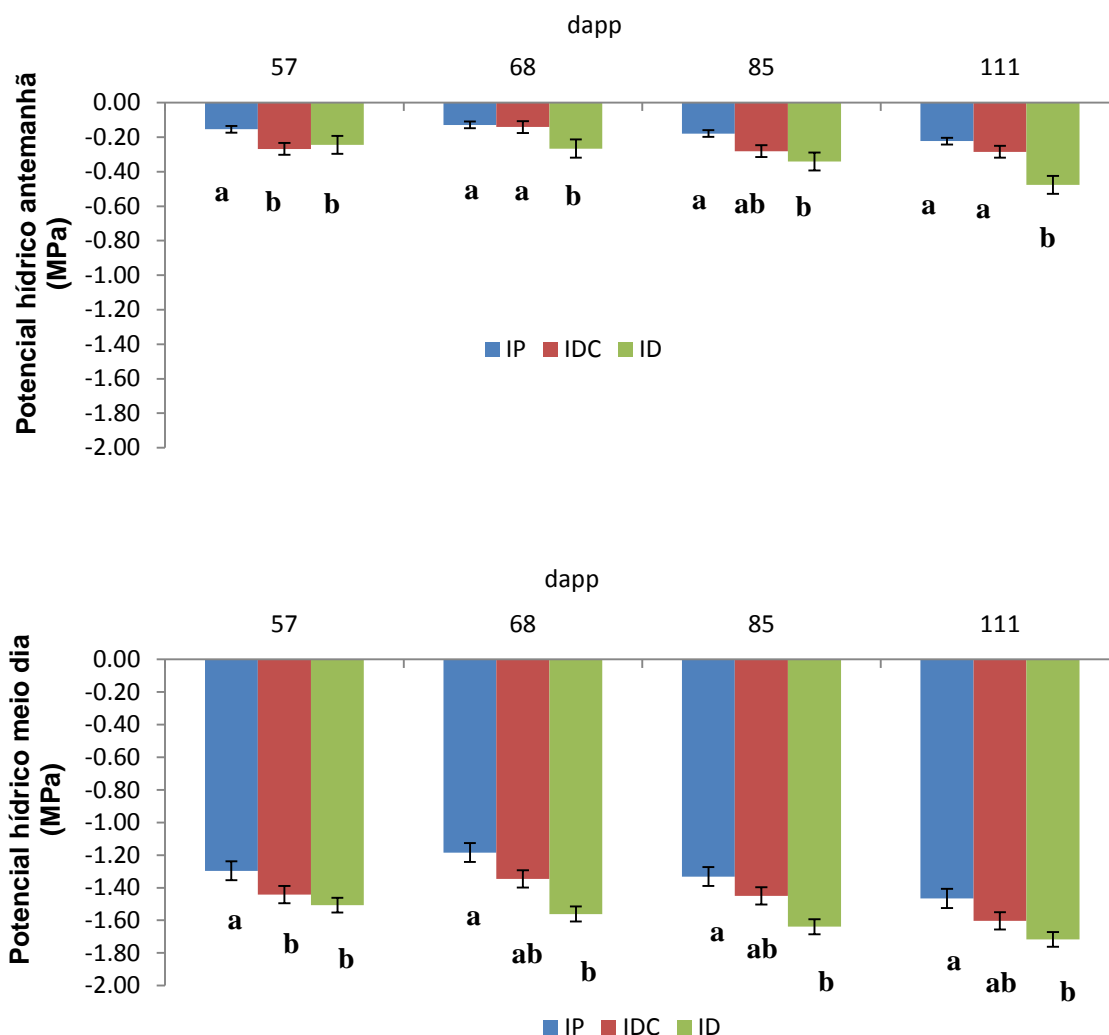 dapp
57 68 85 111
Potencial hídrico antemanhã
(MPa)
0.00
-0.20
-0.40
-0.60
-0.80
-1.00
-1.20
-1.40
-1.60
-1.80
-2.00
a b b a a b a ab b a a b
IP IDC ID
dapp
57 68 85 111
Potencial hídrico meio dia
(MPa)
0.00
-0.20
-0.40
-0.60
-0.80
-1.00
-1.20
-1.40
-1.60
-1.80
-2.00
a b b a ab b a ab b a ab b
IP IDC ID